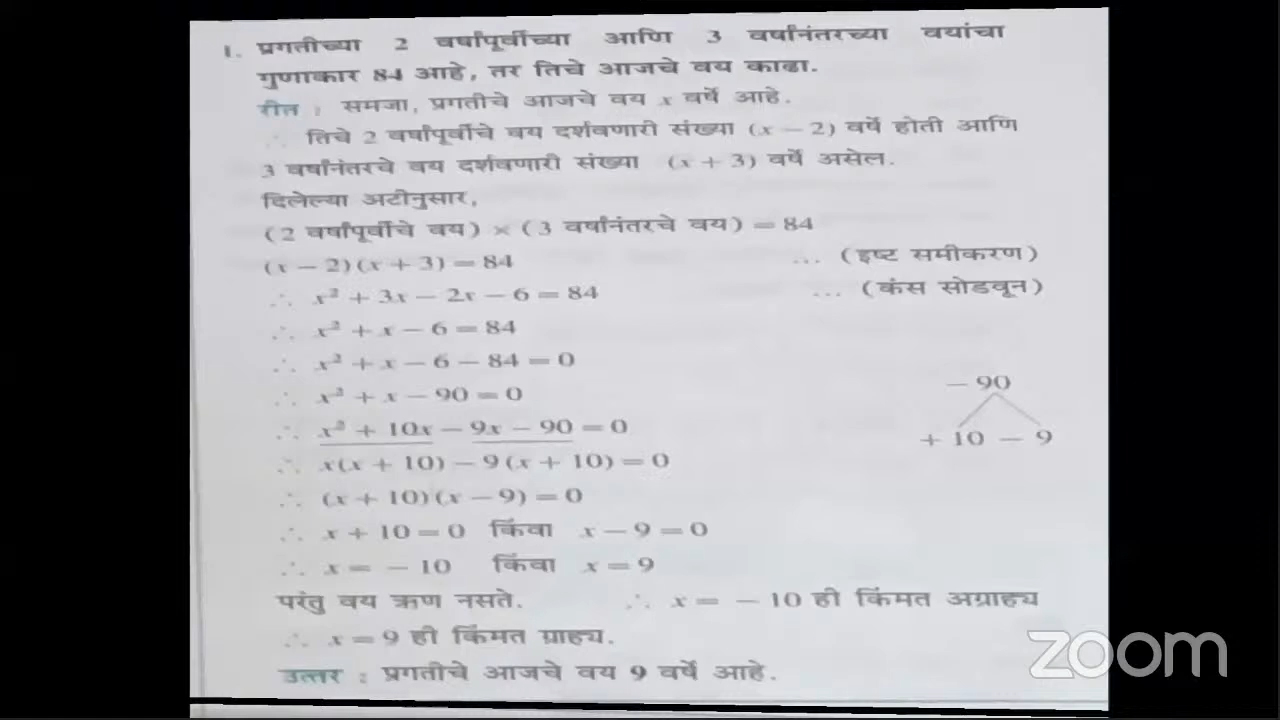 1. प्रगतीच्या 2 वर्षांपूर्वीच्या आणि 3 वर्षांनंतरच्या वयांचा
गुणाकार 84 आहे, तर तिचे आजचे वय काढा.
रीत : समजा, प्रगतीचे आजचे वय x वर्षे आहे.
∴ तिचे 2 वर्षांपूर्वीचे वय दर्शवणारी संख्या (x – 2) वर्षे होती आणि
3 वर्षांनंतरचे वय दर्शवणारी संख्या (x + 3) वर्षे असेल.
दिलेल्या अटीनुसार,
(2 वर्षांपूर्वीचे वय) × (3 वर्षांनंतरचे वय) = 84
(x – 2)(x + 3) = 84 ... (इष्ट समीकरण)
∴ x² + 3x – 2x – 6 = 84 ... (कंस सोडवून)
∴ x² + x – 6 = 84
∴ x² + x – 6 – 84 = 0
∴ x² + x – 90 = 0
– 90
∴ x² + 10x – 9x – 90 = 0
+ 10 – 9
∴ x(x + 10) – 9(x + 10) = 0
∴ (x + 10)(x – 9) = 0
∴ x + 10 = 0 किंवा x – 9 = 0
∴ x = – 10 किंवा x = 9
परंतु वय ऋण नसते. ∴ x = – 10 ही किंमत अग्राह्य
∴ x = 9 ही किंमत ग्राह्य.
उत्तर : प्रगतीचे आजचे वय 9 वर्षे आहे.
zoom